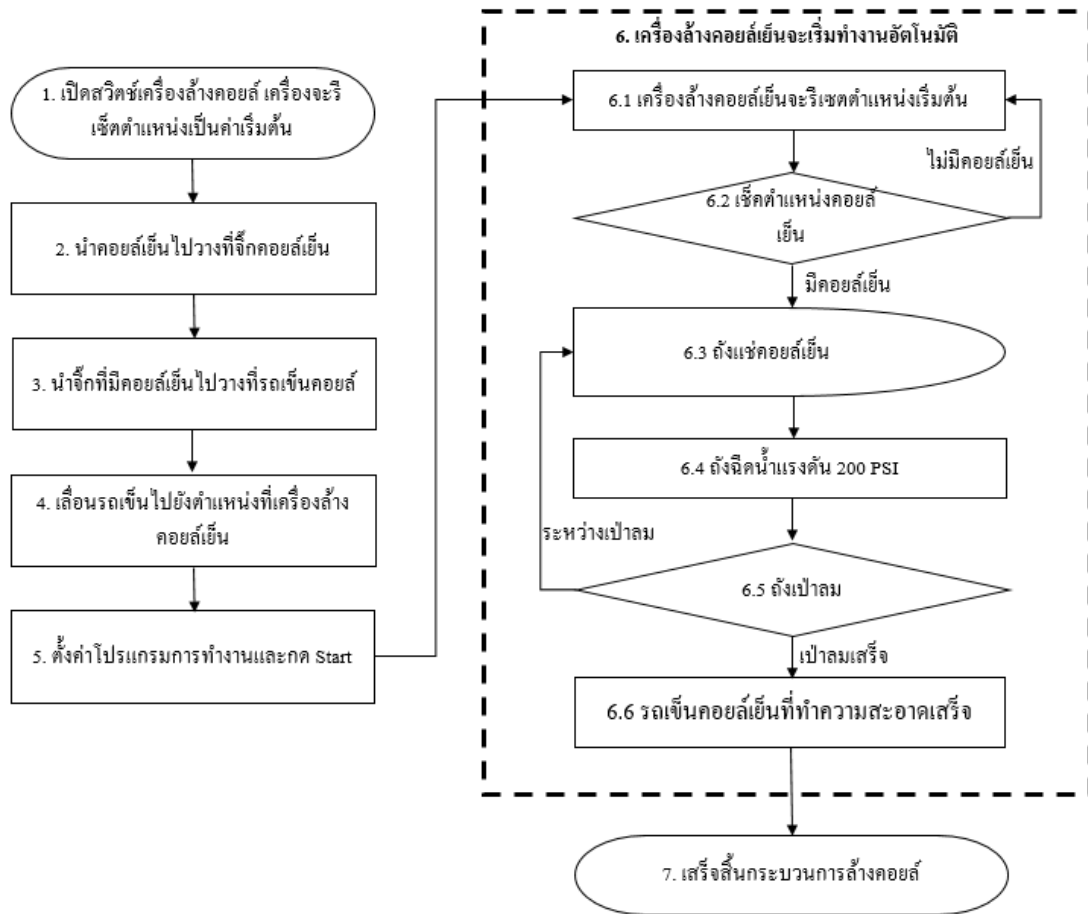 1. เปิดสวิตช์เครื่องล้างคอยล์ เครื่องจะรี
เซ็ตตำแหน่งเป็นค่าเริ่มต้น
2. นำคอยล์เย็นไปวางที่จิ๊กคอยล์เย็น
3. นำจิ๊กที่มีคอยล์เย็นไปวางที่รถเข็นคอยล์
4. เลื่อนรถเข็นไปยังตำแหน่งที่เครื่องล้าง
คอยล์เย็น
5. ตั้งค่าโปรแกรมการทำงานและกด Start
6. เครื่องล้างคอยล์เย็นจะเริ่มทำงานอัตโนมัติ
6.1 เครื่องล้างคอยล์เย็นจะรีเซตตำแหน่งเริ่มต้น
ไม่มีคอยล์เย็น
6.2 เช็คตำแหน่งคอยล์
เย็น
มีคอยล์เย็น
6.3 ถังแช่คอยล์เย็น
6.4 ถังฉีดน้ำแรงดัน 200 PSI
ระหว่างเป่าลม
6.5 ถังเป่าลม
เป่าลมเสร็จ
6.6 รถเข็นคอยล์เย็นที่ทำความสะอาดเสร็จ
7. เสร็จสิ้นกระบวนการล้างคอยล์